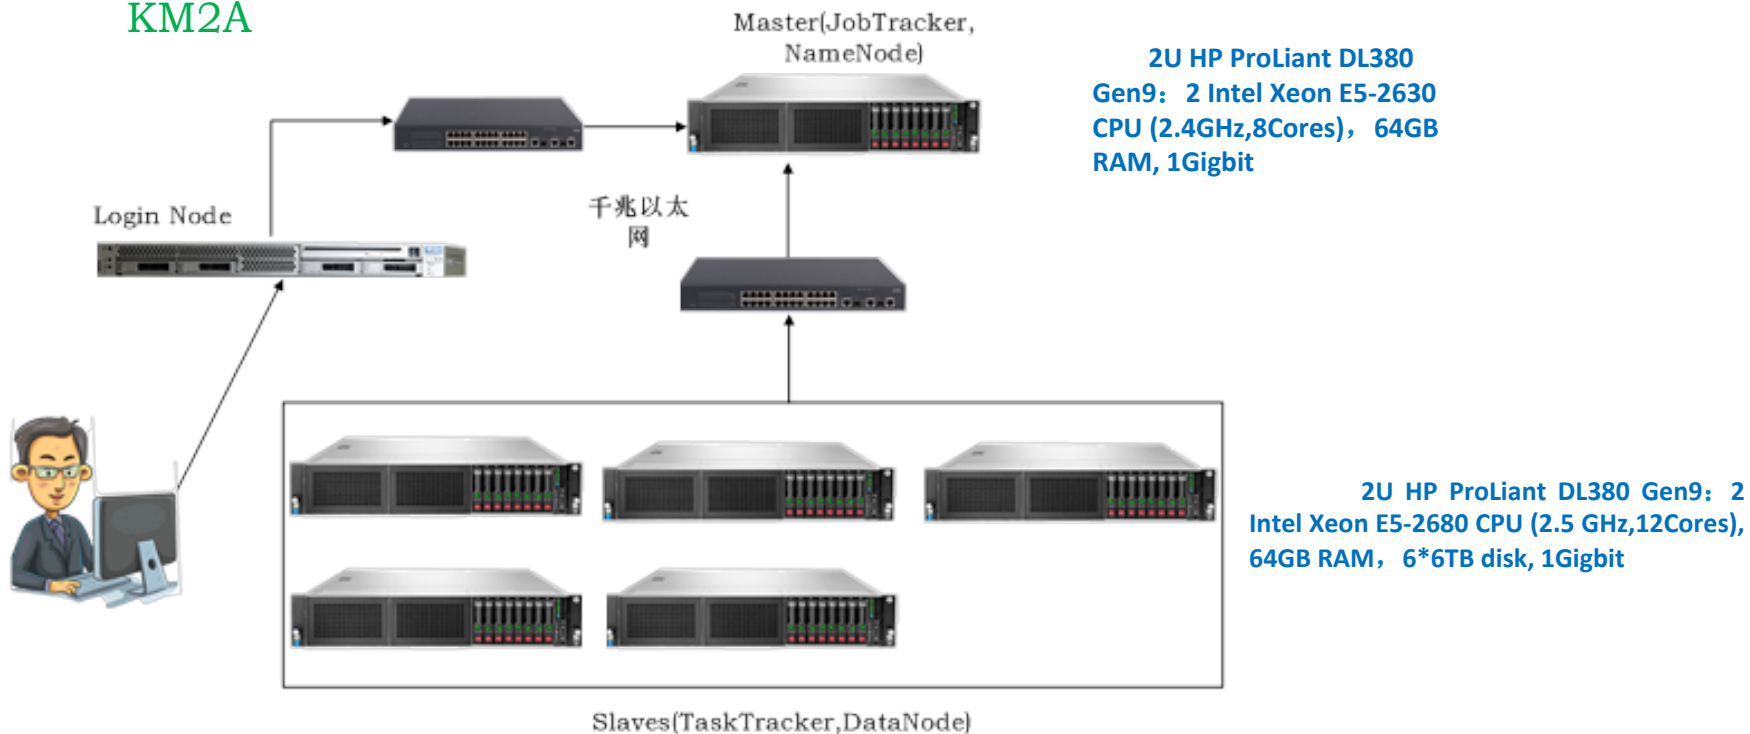 KM2A
Master(JobTracker,
NameNode)
2U HP ProLiant DL380
Gen9：2 Intel Xeon E5-2630
CPU (2.4GHz,8Cores)，64GB
RAM, 1Gigbit
Login Node
千兆以太
网
2U HP ProLiant DL380 Gen9：2
Intel Xeon E5-2680 CPU (2.5 GHz,12Cores),
64GB RAM，6*6TB disk, 1Gigbit
Slaves(TaskTracker,DataNode)